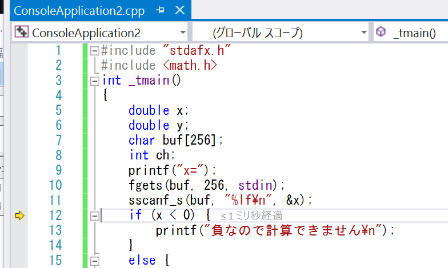 ConsoleApplication2.cpp
ConsoleApplication2 (グローバル スコープ) _tmain()
1 #include "stdafx.h"
2 #include <math.h>
3 int _tmain()
4 {
5 double x;
6 double y;
7 char buf[256];
8 int ch;
9 printf("x=");
10 fgets(buf, 256, stdin);
11 sscanf_s(buf, "%lf¥n", &x);
12 if (x < 0) { ≤1ミリ秒経過
13 printf("負なので計算できません¥n");
14 }
15 else {